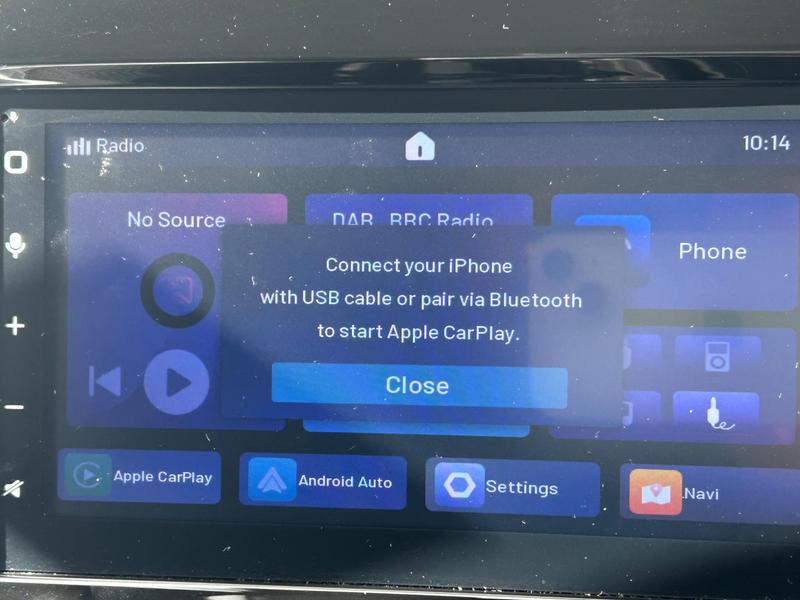 Radio
10:14
No Source
DAB BBC Radio
Phone
Connect your iPhone
with USB cable or pair via Bluetooth
to start Apple CarPlay.
Close
Apple CarPlay
Android Auto
Settings
Navi